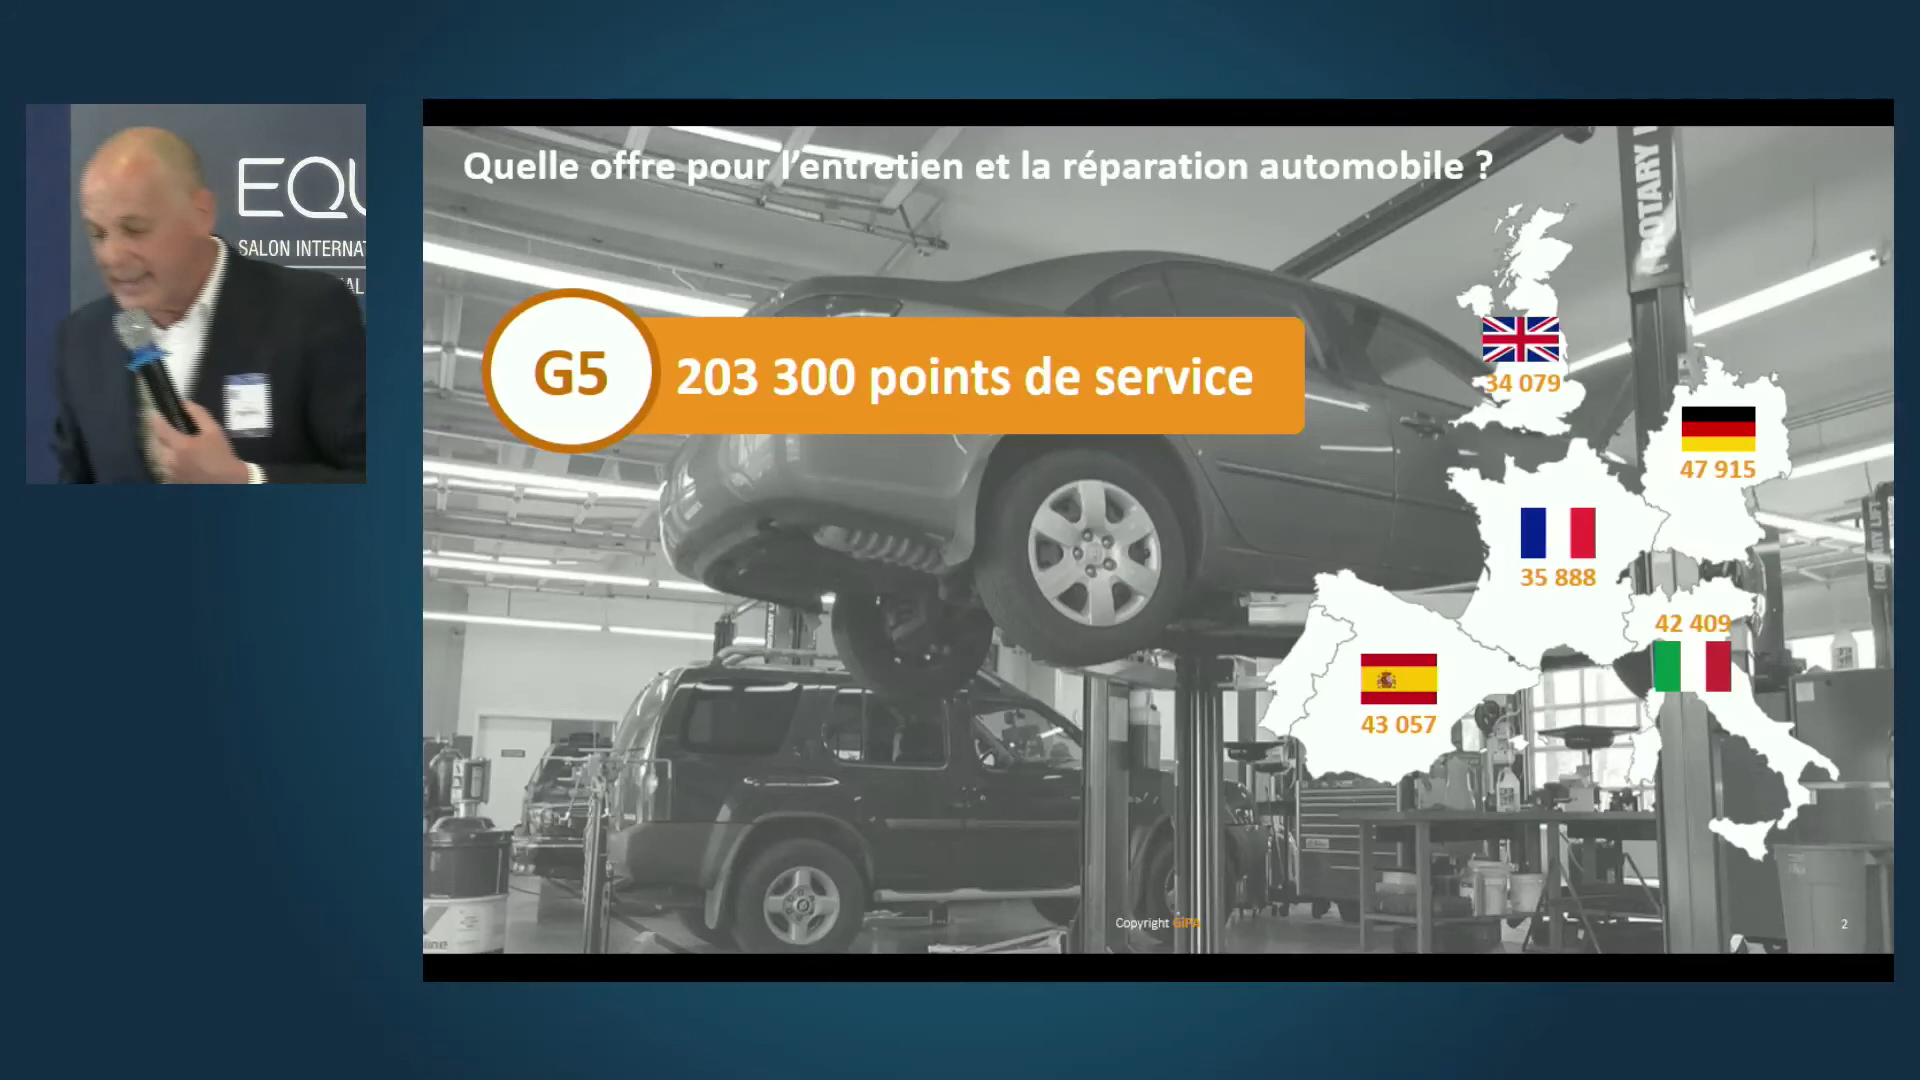 EQU
SALON INTERNAT
Quelle offre pour l’entretien et la réparation automobile ?
ROTARY
G5
203 300 points de service
34 079
47 915
35 888
42 409
43 057
Copyright GiPA
2